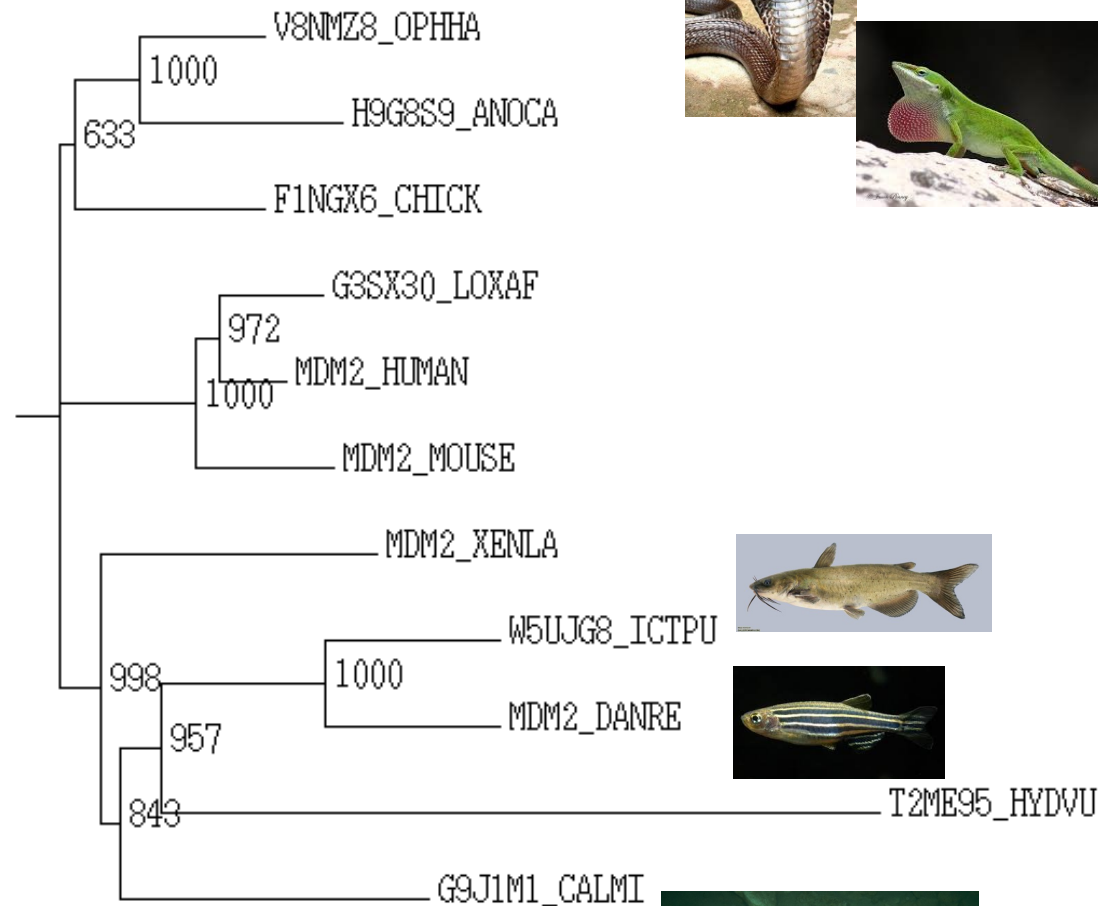 V8NMZ8_OPHHA
1000
H9G8S9_ANOCA
633
F1NGX6_CHICK
G3SX30_LOXAF
972
MDM2_HUMAN
1000
MDM2_MOUSE
MDM2_XENLA
W5UJG8_ICTPU
998
1000
MDM2_DANRE
957
T2ME95_HYDVU
843
G9J1M1_CALMI